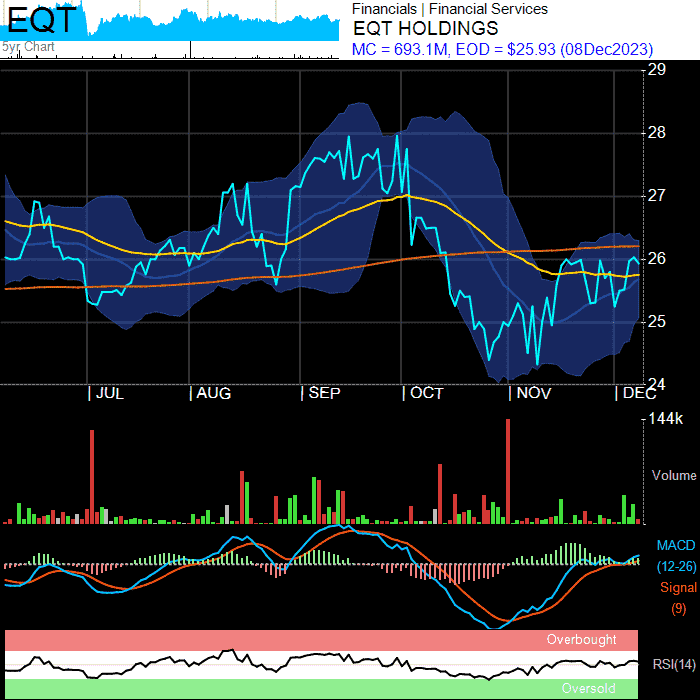 EQT
5yr Chart
Financials | Financial Services
EQT HOLDINGS
MC = 693.1M, EOD = $25.93 (08Dec2023)
29
28
27
26
25
24
| JUL | AUG | SEP | OCT | NOV | DEC
144k
Volume
MACD
(12-26)
Signal
(9)
Overbought
RSI(14)
Oversold